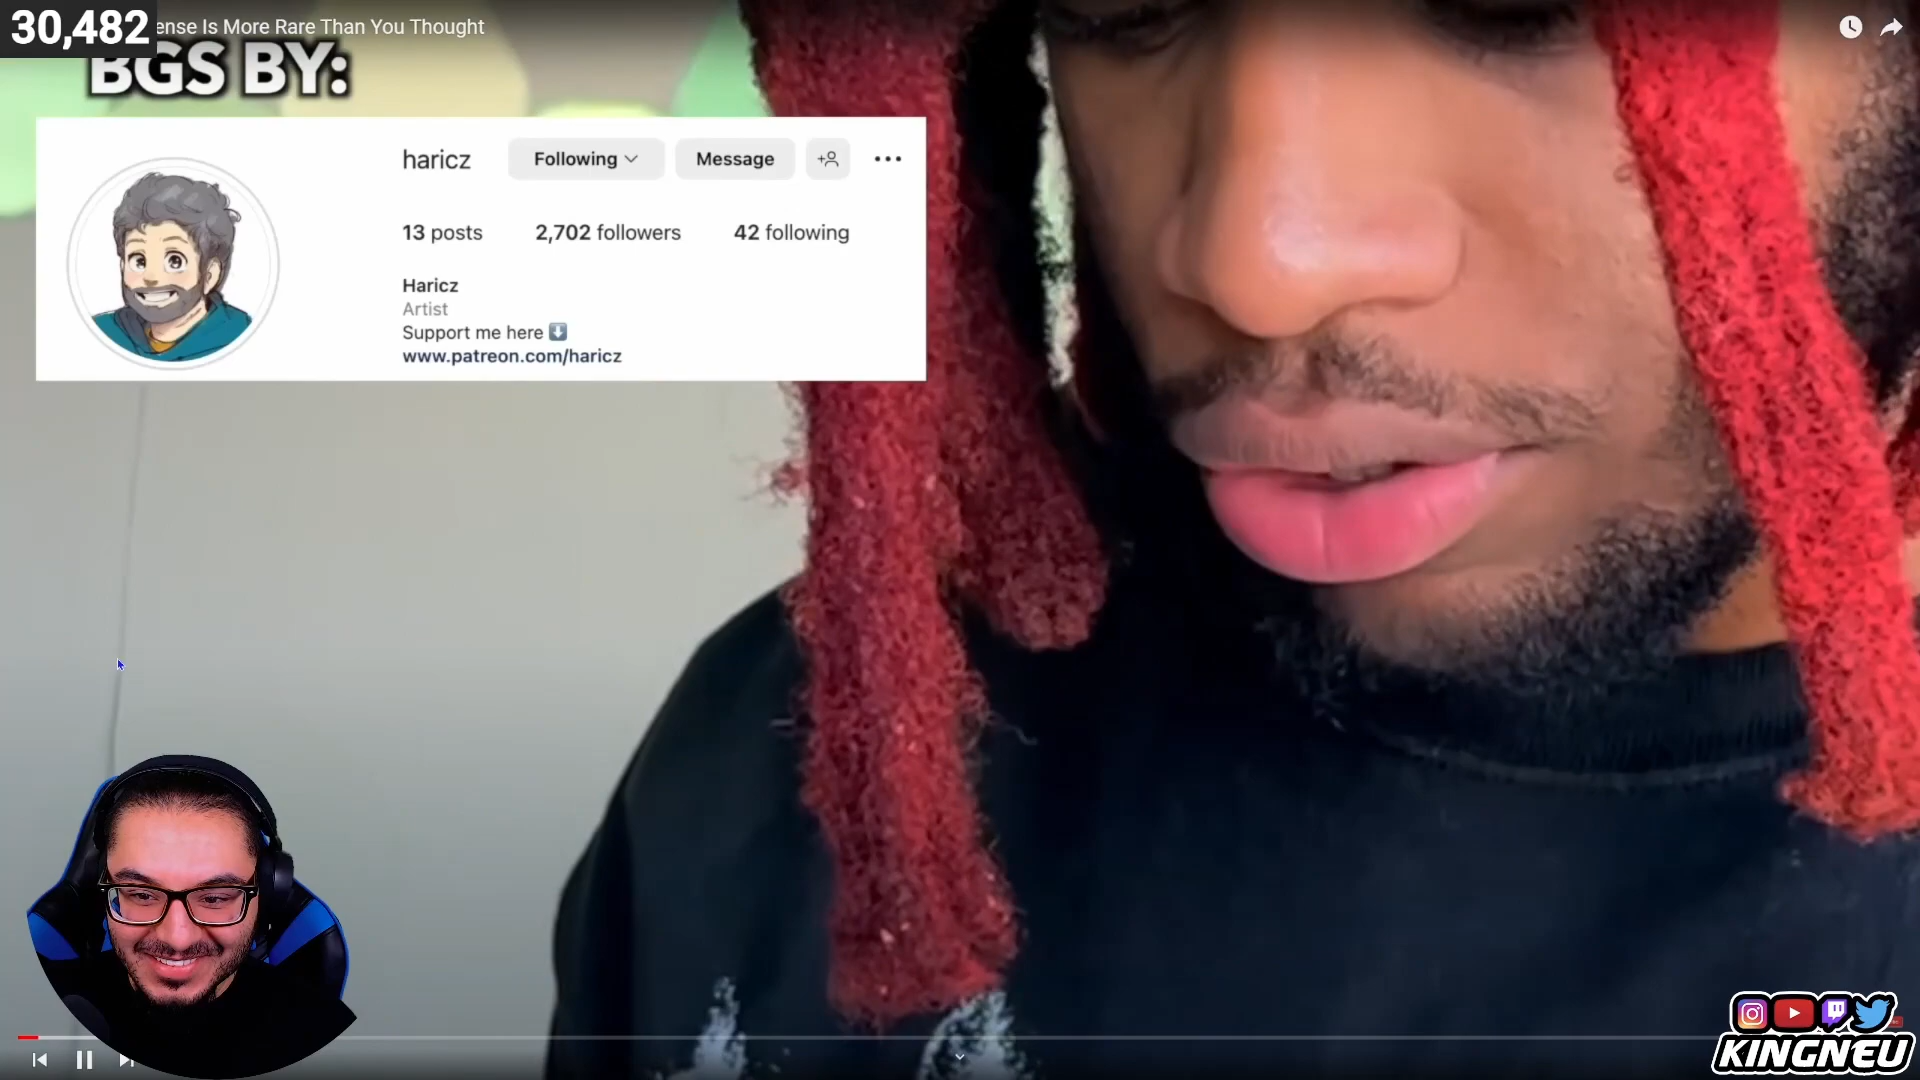 30,482
ense Is More Rare Than You Thought
BGS BY:
haricz
Following
Message
13 posts
2,702 followers
42 following
Haricz
Artist
Support me here
www.patreon.com/haricz
KINGNEU